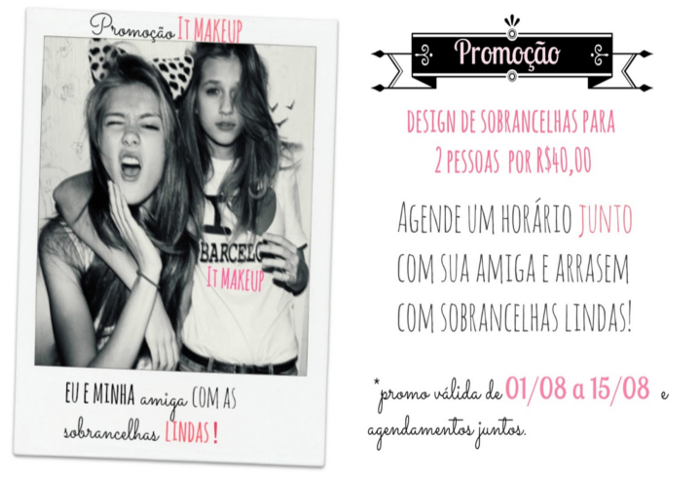 Promoção It MAKEUP
I
BARCELO
It MAKEUP
EU E MINHA amiga COM AS
sobrancelhas LINDAS!
Promoção
DESIGN DE SOBRANCELHAS PARA
2 PESSOAS POR R$40,00
AGENDE UM HORÁRIO JUNTO
COM SUA AMIGA E ARRASEM
COM SOBRANCELHAS LINDAS!
*promo válida de 01/08 a 15/08 e
agendamentos juntos.